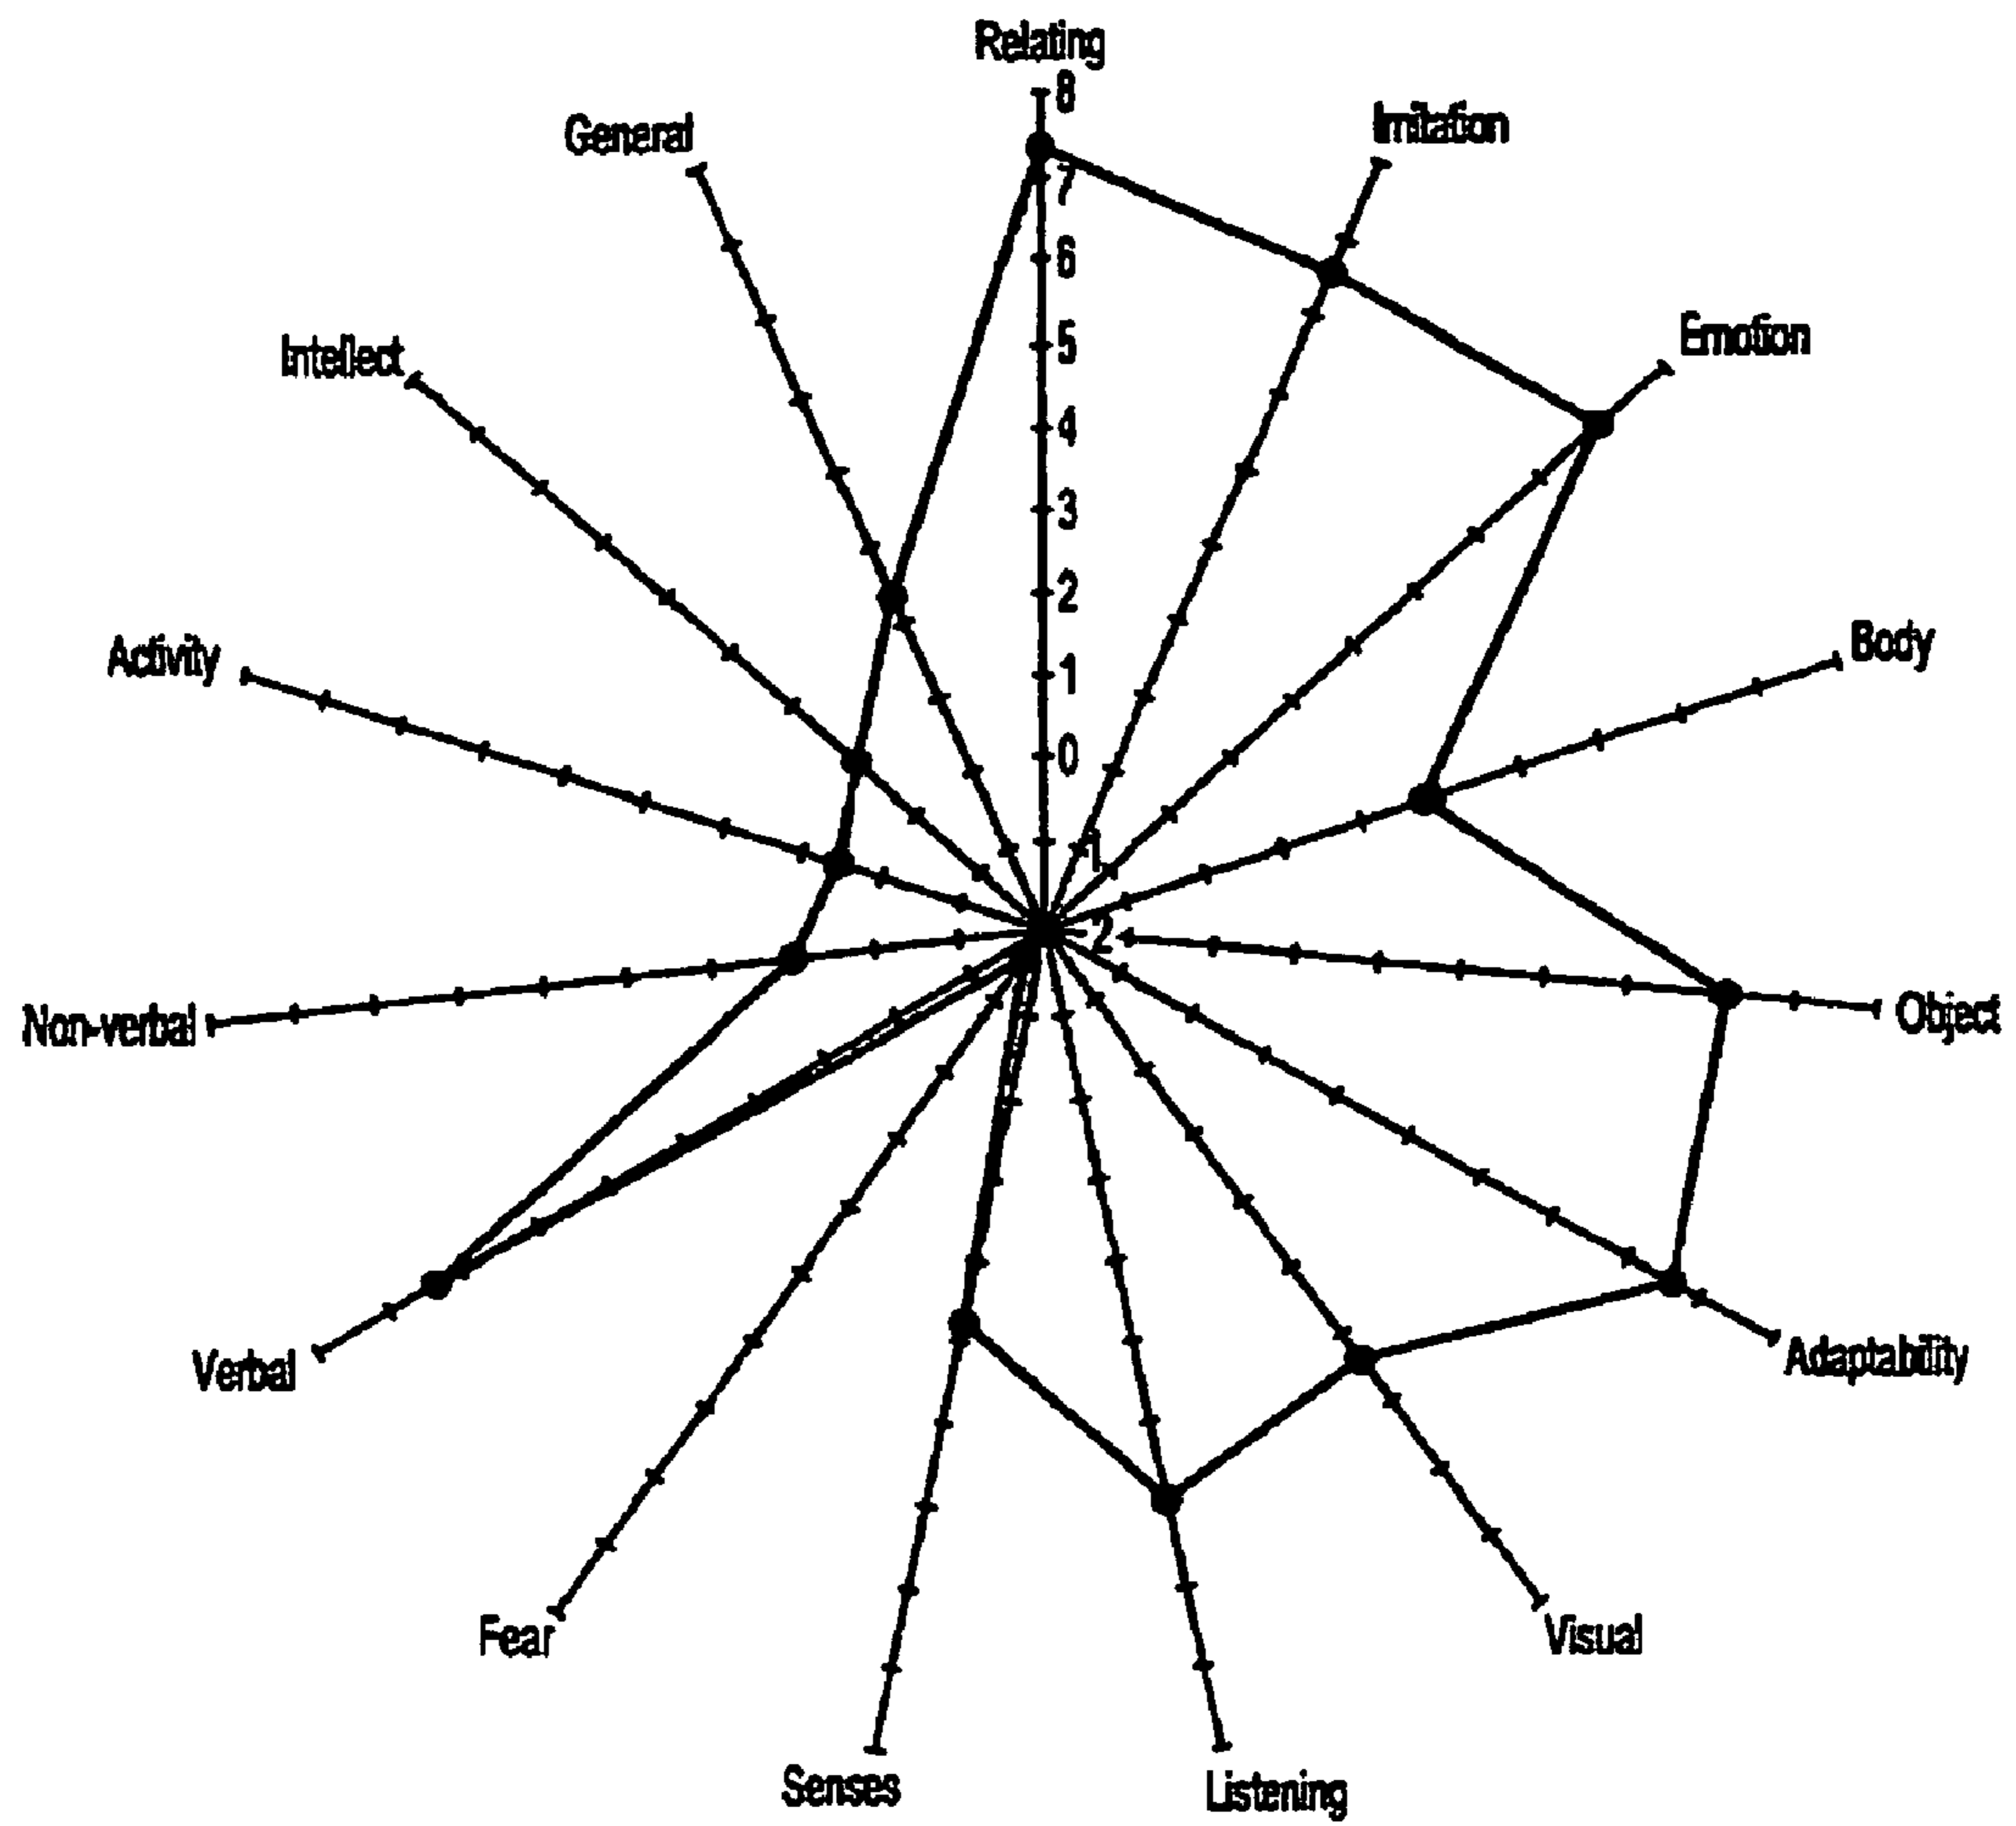 Relating
8
Imitation
General
7
6
Emotion
5
Intellect
4
3
2
Body
Activity
1
0
1
2
Object
Non-verbal
Adaptability
Verbal
Visual
Fear
Senses
Listening